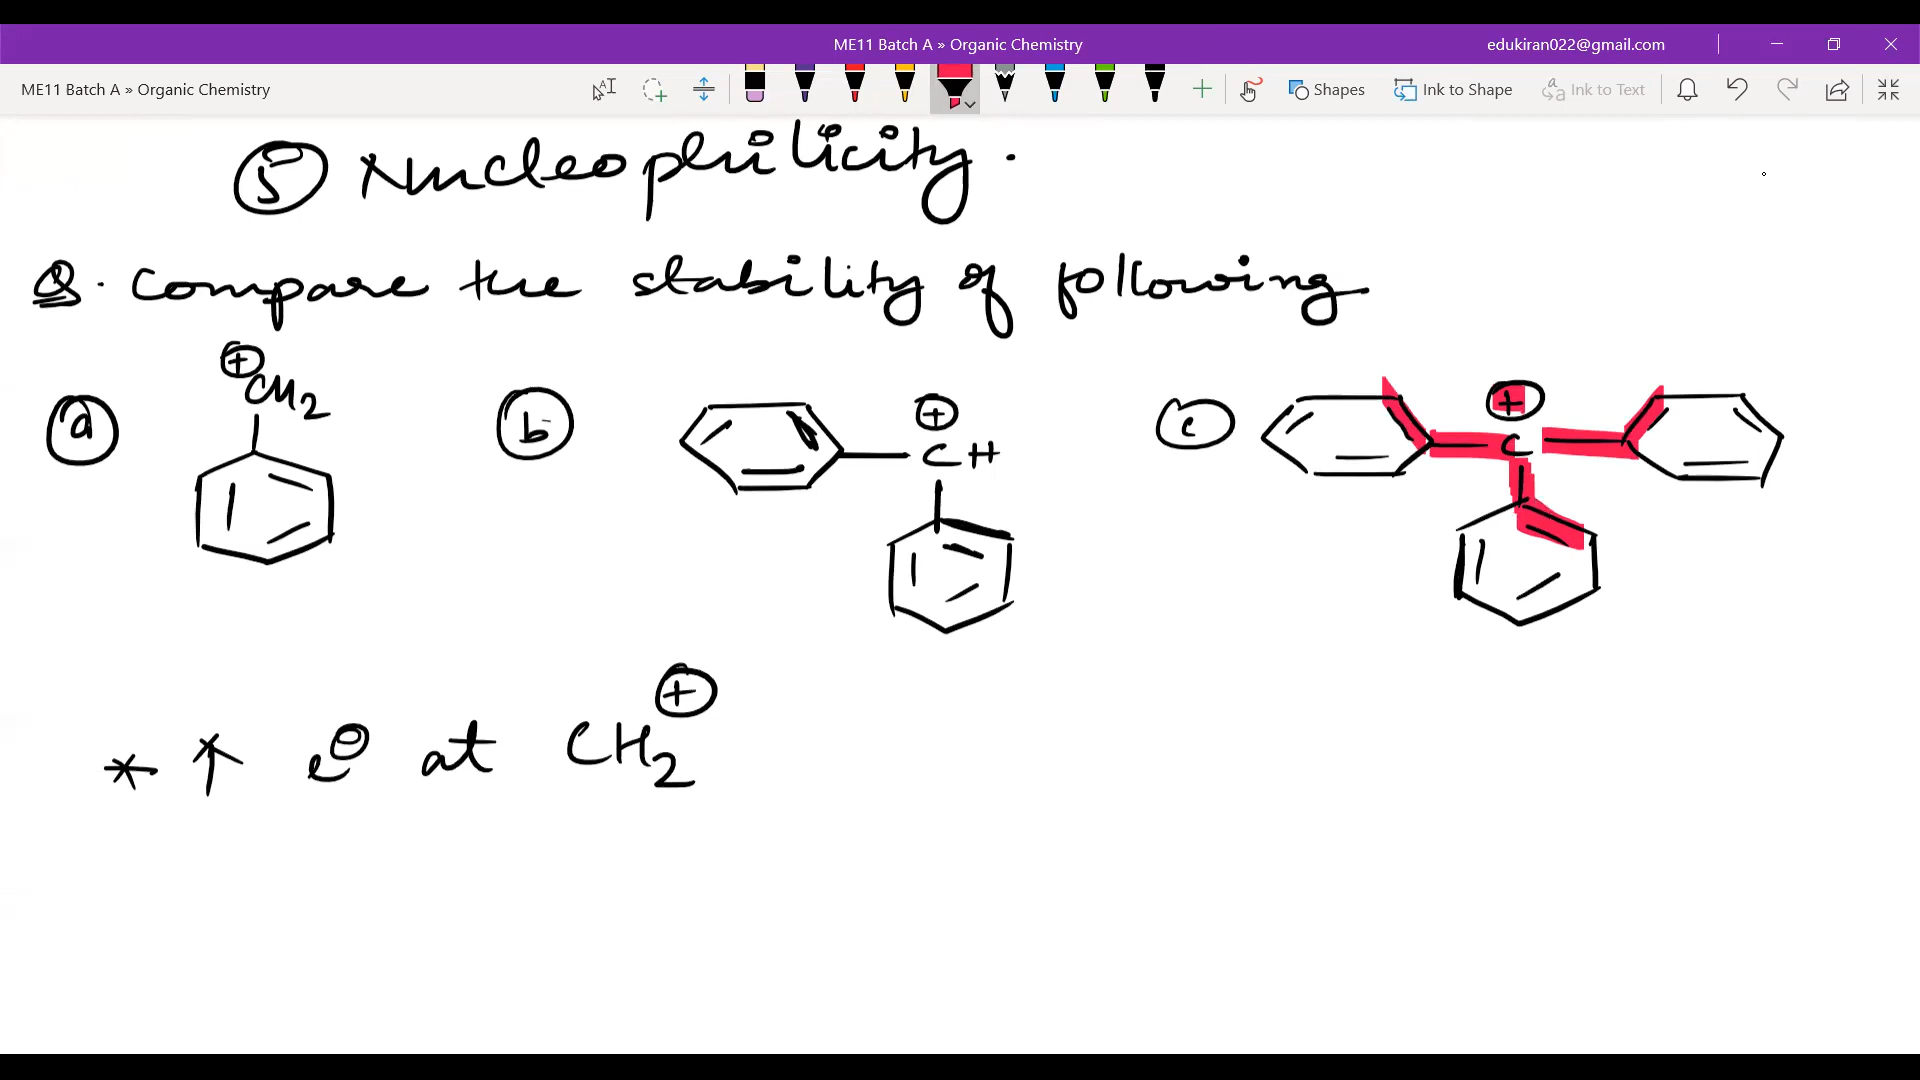 ME11 Batch A » Organic Chemistry
edukiran022@gmail.com
ME11 Batch A » Organic Chemistry
Shapes
Ink to Shape
Ink to Text
⑤ Nucleophilicity.
Q. Compare the stability of following
ⓐ ⊕CH₂ ⓑ ⊕CH ⓒ ⊕C
* ↑ e⊖ at CH₂⊕